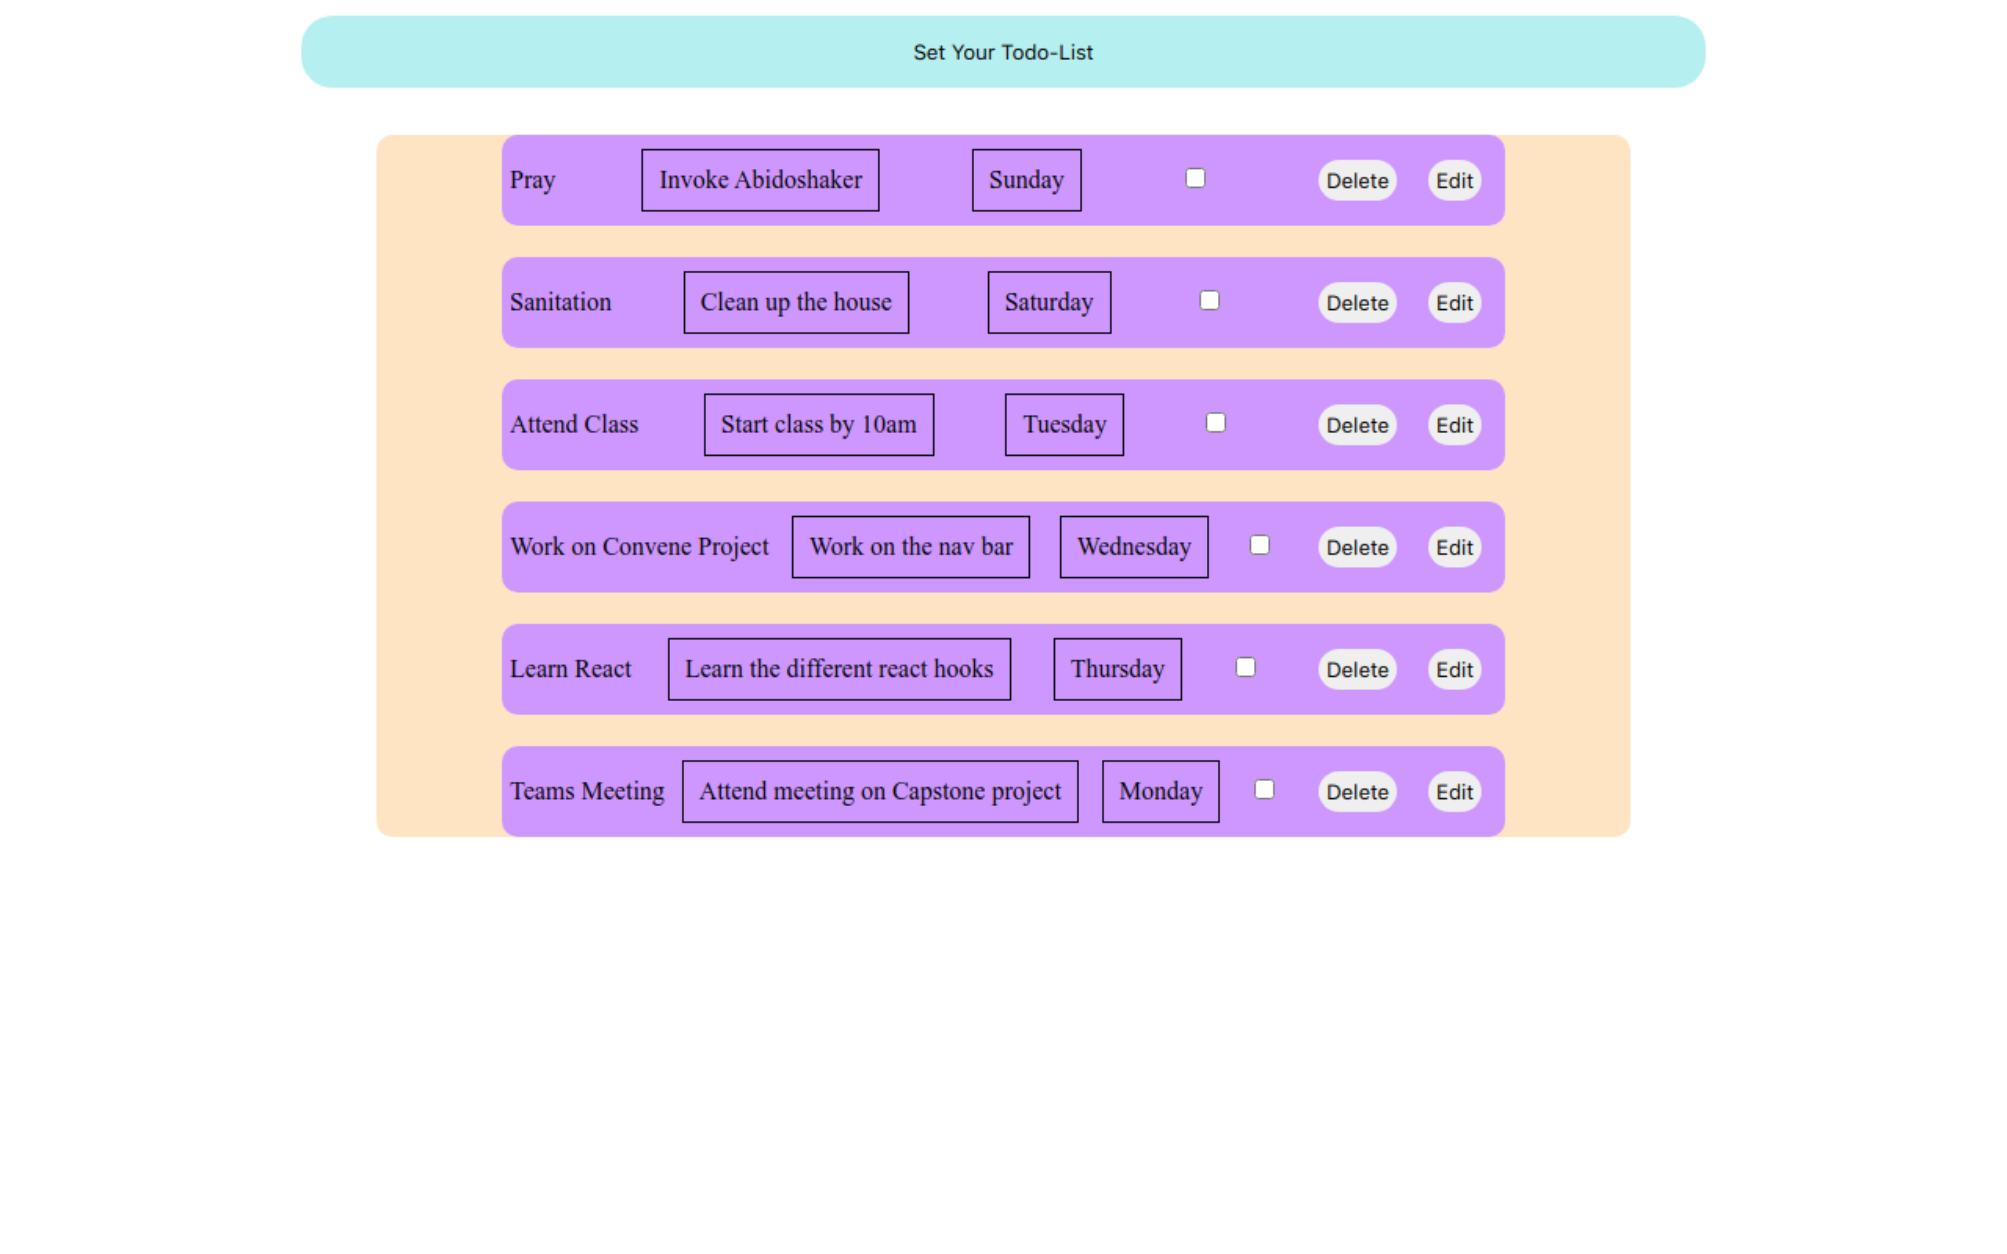 Set Your Todo-List
Pray Invoke Abidoshaker Sunday Delete Edit
Sanitation Clean up the house Saturday Delete Edit
Attend Class Start class by 10am Tuesday Delete Edit
Work on Convene Project Work on the nav bar Wednesday Delete Edit
Learn React Learn the different react hooks Thursday Delete Edit
Teams Meeting Attend meeting on Capstone project Monday Delete Edit